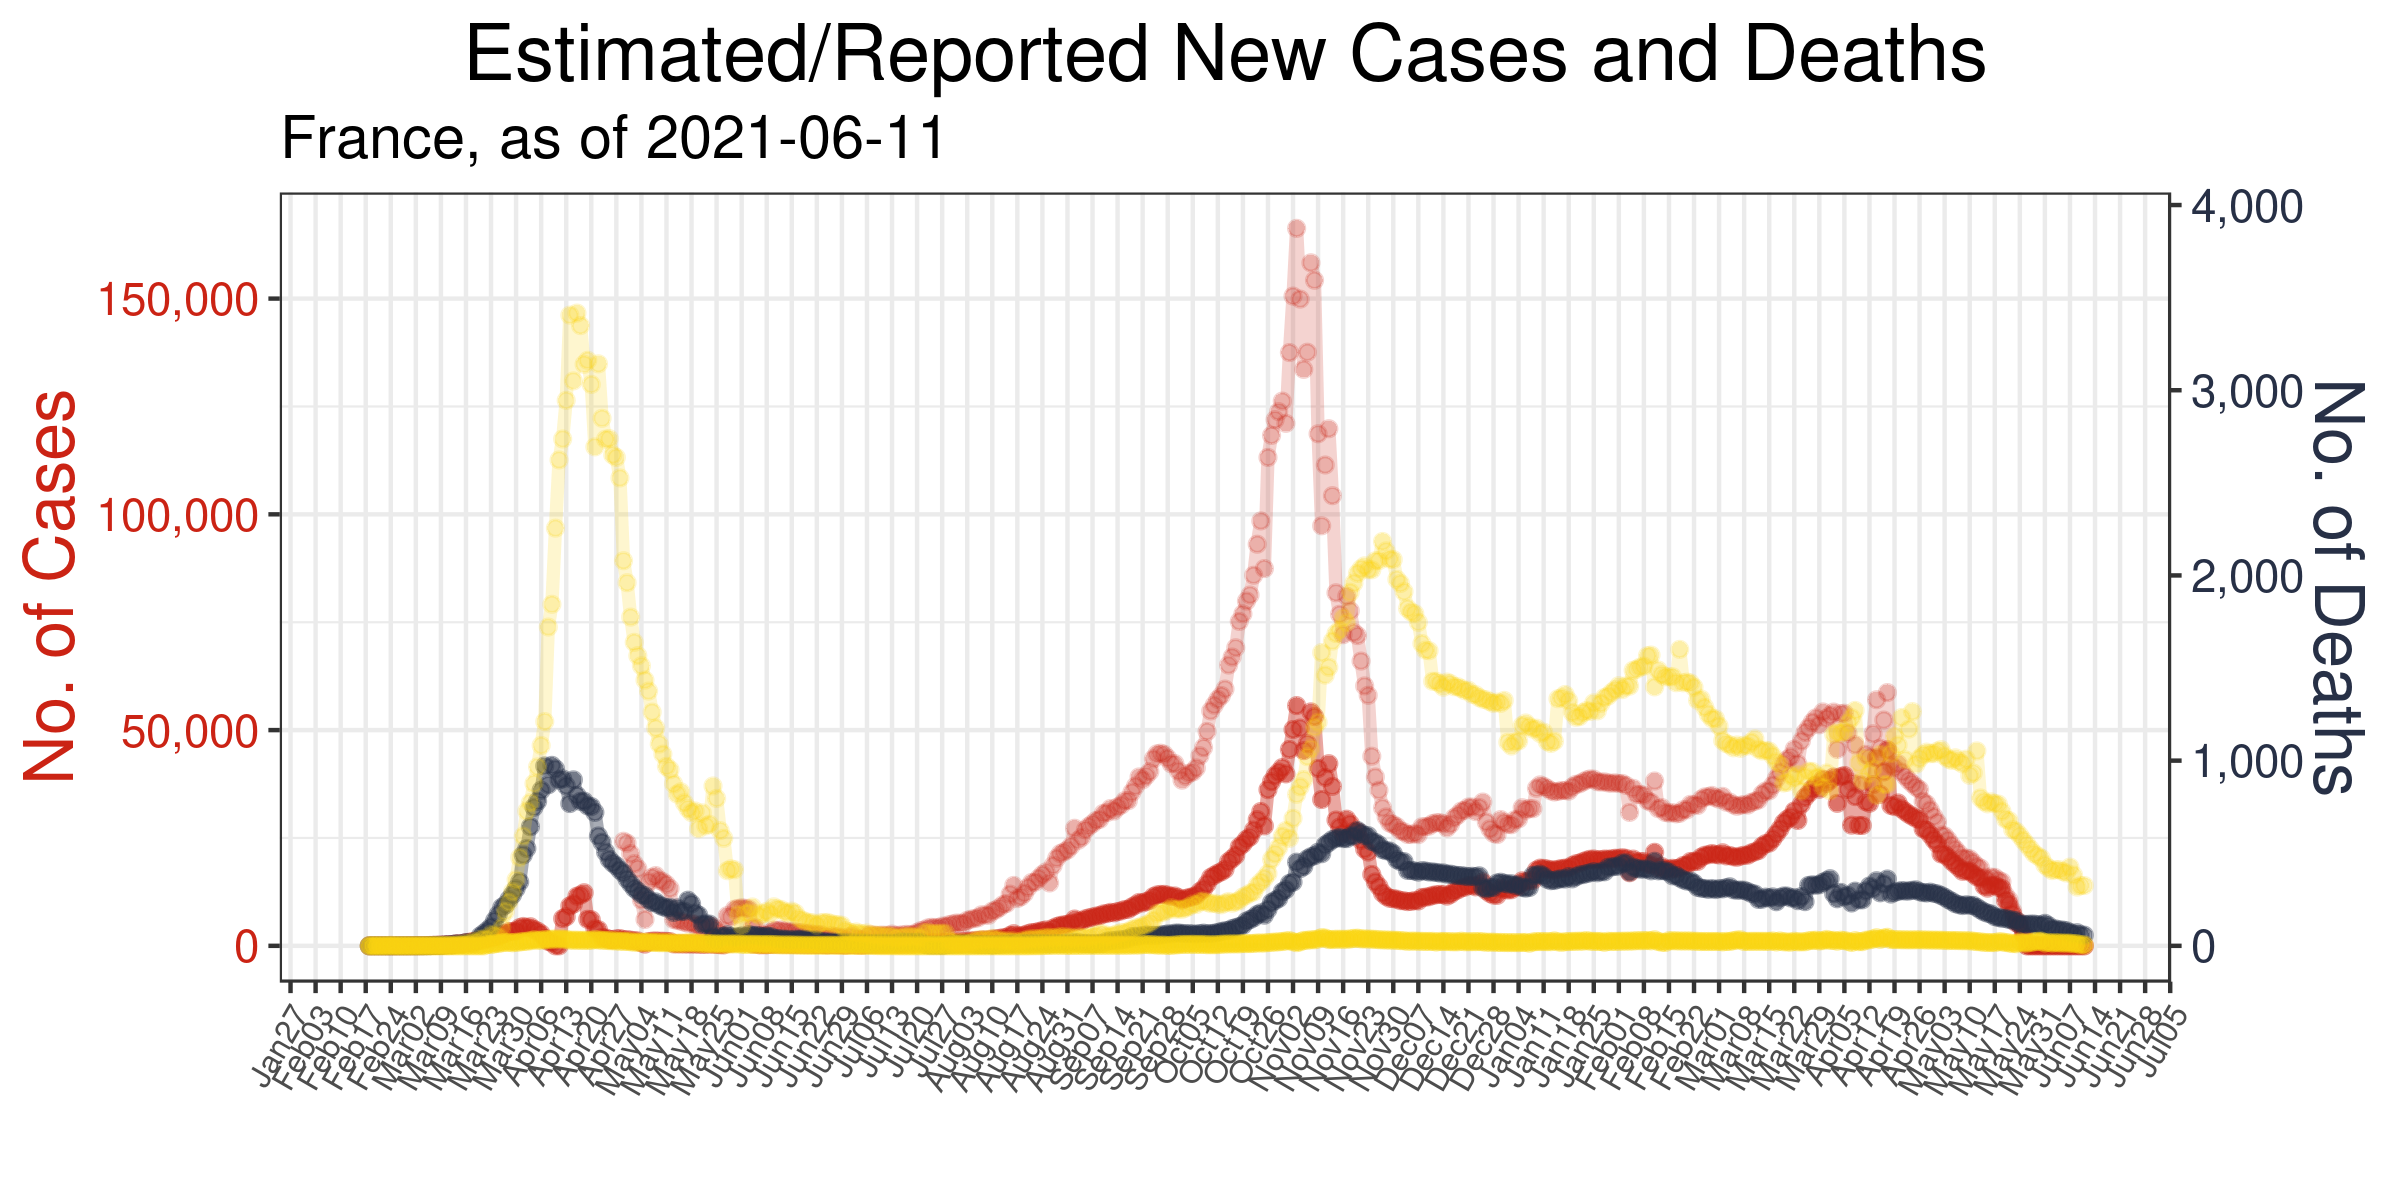 Estimated/Reported New Cases and Deaths
France, as of 2021-06-11
No. of Cases
150,000
100,000
50,000
0
4,000
3,000
2,000
1,000
0
No. of Deaths
Jan27
Feb03
Feb10
Feb17
Feb24
Mar02
Mar09
Mar16
Mar23
Mar30
Apr06
Apr13
Apr20
Apr27
May04
May11
May18
May25
Jun01
Jun08
Jun15
Jun22
Jun29
Jul06
Jul13
Jul20
Jul27
Aug03
Aug10
Aug17
Aug24
Aug31
Sep07
Sep14
Sep21
Sep28
Oct05
Oct12
Oct19
Oct26
Nov02
Nov09
Nov16
Nov23
Nov30
Dec07
Dec14
Dec21
Dec28
Jan04
Jan11
Jan18
Jan25
Feb01
Feb08
Feb15
Feb22
Mar01
Mar08
Mar15
Mar22
Mar29
Apr05
Apr12
Apr19
Apr26
May03
May10
May17
May24
May31
Jun07
Jun14
Jun21
Jun28
Jul05